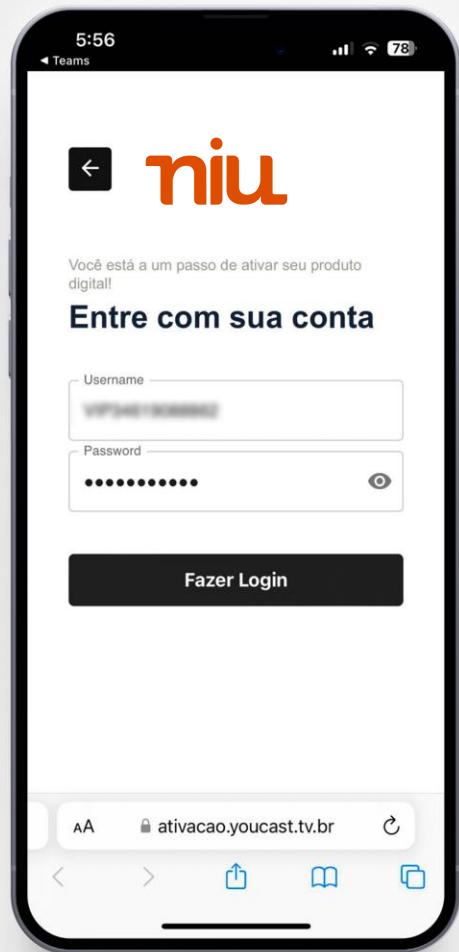 5:56
78
◀ Teams
niu
Você está a um passo de ativar seu produto
digital!
Entre com sua conta
Username
Password
●●●●●●●●●●●
Fazer Login
AA ativacao.youcast.tv.br